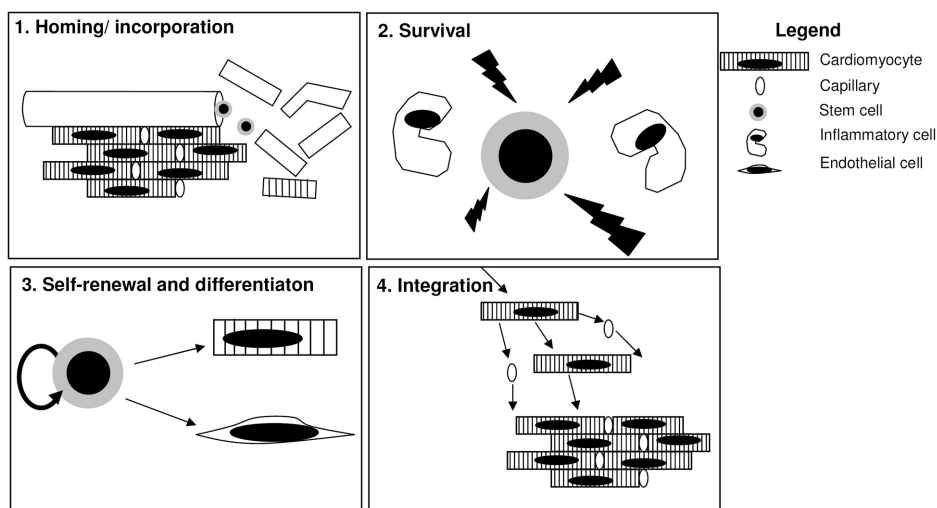 1. Homing/ incorporation
2. Survival
Legend
Cardiomyocyte
Capillary
Stem cell
Inflammatory cell
Endothelial cell
3. Self-renewal and differentiaton
4. Integration